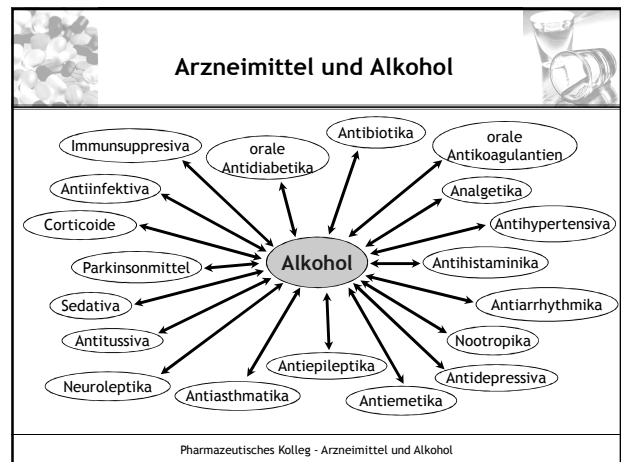 Arzneimittel und Alkohol
Antibiotika
orale
Antikoagulantien
Immunsuppresiva
orale
Antidiabetika
Antiinfektiva
Analgetika
Corticoide
Antihypertensiva
Parkinsonmittel
Alkohol
Antihistaminika
Sedativa
Antiarrhythmika
Antitussiva
Nootropika
Antiepileptika
Neuroleptika
Antidepressiva
Antiasthmatika
Antiemetika
Pharmazeutisches Kolleg - Arzneimittel und Alkohol